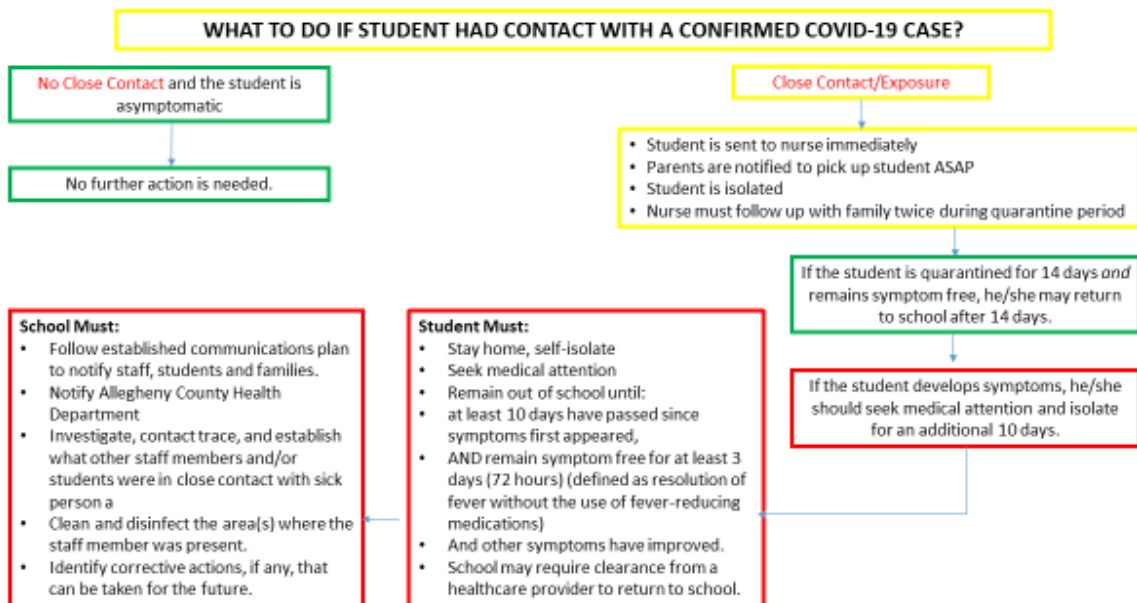 WHAT TO DO IF STUDENT HAD CONTACT WITH A CONFIRMED COVID-19 CASE?
No Close Contact and the student is
asymptomatic
No further action is needed.
Close Contact/Exposure
• Student is sent to nurse immediately
• Parents are notified to pick up student ASAP
• Student is isolated
• Nurse must follow up with family twice during quarantine period
If the student is quarantined for 14 days and
remains symptom free, he/she may return
to school after 14 days.
If the student develops symptoms, he/she
should seek medical attention and isolate
for an additional 10 days.
Student Must:
• Stay home, self-isolate
• Seek medical attention
• Remain out of school until:
• at least 10 days have passed since
symptoms first appeared,
• AND remain symptom free for at least 3
days (72 hours) (defined as resolution of
fever without the use of fever-reducing
medications)
• And other symptoms have improved.
• School may require clearance from a
healthcare provider to return to school.
School Must:
• Follow established communications plan
to notify staff, students and families.
• Notify Allegheny County Health
Department
• Investigate, contact trace, and establish
what other staff members and/or
students were in close contact with sick
person a
• Clean and disinfect the area(s) where the
staff member was present.
• Identify corrective actions, if any, that
can be taken for the future.